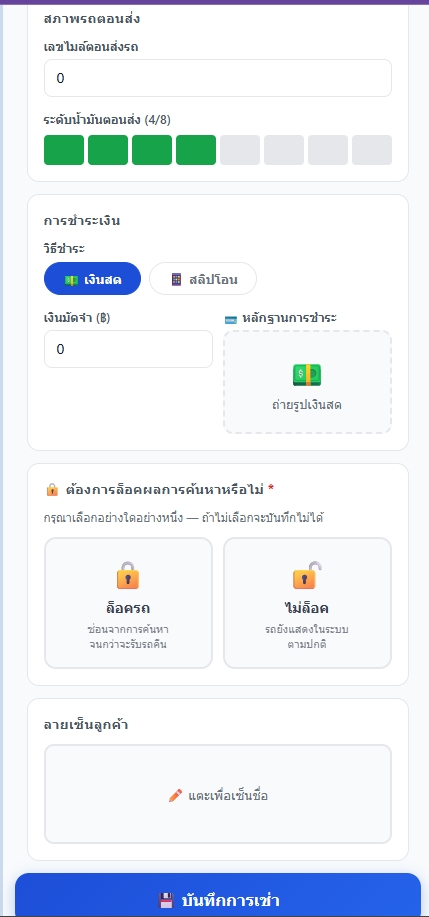 สภาพรถตอนส่ง
เลขไมล์ตอนส่งรถ
0
ระดับน้ำมันตอนส่ง (4/8)
การชำระเงิน
วิธีชำระ
เงินสด
สลิปโอน
เงินมัดจำ (฿)
หลักฐานการชำระ
0
ถ่ายรูปเงินสด
ต้องการล็อคผลการค้นหาหรือไม่ *
กรุณาเลือกอย่างใดอย่างหนึ่ง — ถ้าไม่เลือกจะบันทึกไม่ได้
ล็อครถ
ซ่อนจากการค้นหา
จนกว่าจะรับรถคืน
ไม่ล็อค
รถยังแสดงในระบบ
ตามปกติ
ลายเซ็นลูกค้า
แตะเพื่อเซ็นชื่อ
บันทึกการเช่า